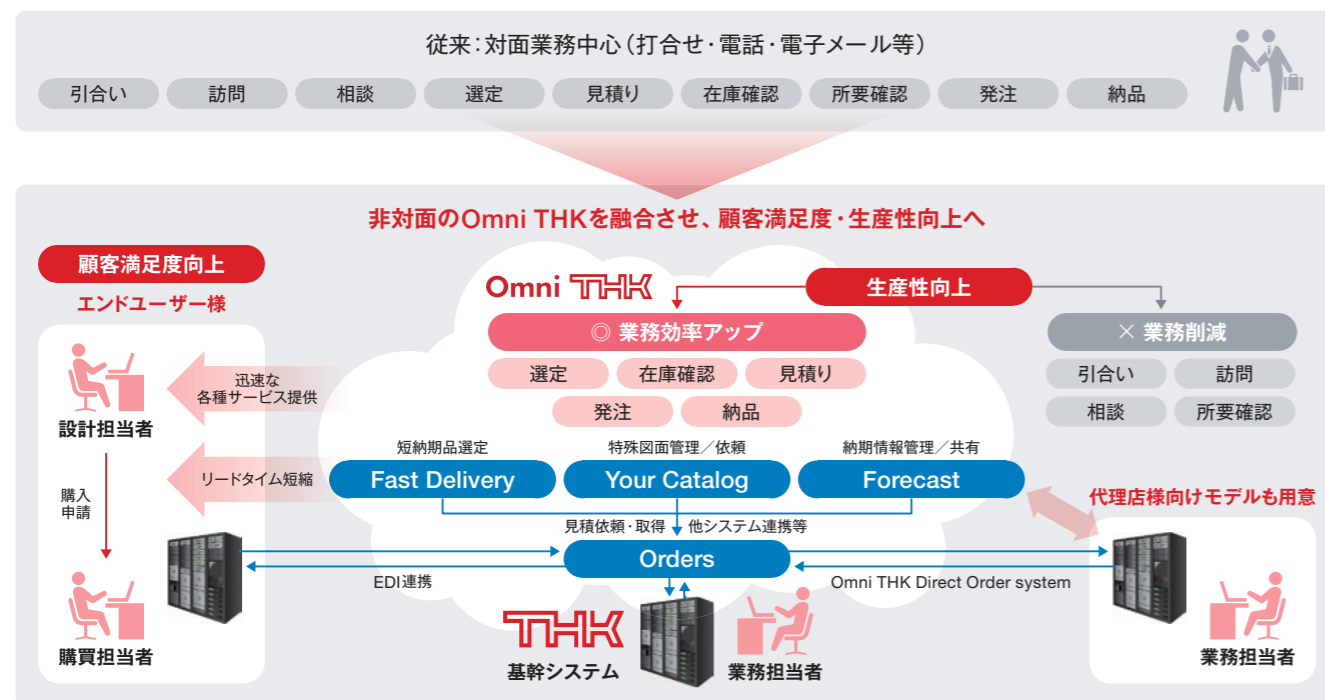 従来：対面業務中心（打合せ・電話・電子メール等）
引合い
訪問
相談
選定
見積り
在庫確認
所要確認
発注
納品
非対面のOmni THKを融合させ、顧客満足度・生産性向上へ
顧客満足度向上
エンドユーザー様
Omni THK
生産性向上
◎ 業務効率アップ
× 業務削減
選定
在庫確認
見積り
発注
納品
引合い
訪問
相談
所要確認
迅速な
各種サービス提供
設計担当者
短納期品選定
特殊図面管理／依頼
納期情報管理／共有
リードタイム短縮
Fast Delivery
Your Catalog
Forecast
購入
申請
代理店様向けモデルも用意
見積依頼・取得
他システム連携等
Orders
EDI連携
Omni THK Direct Order system
購買担当者
THK
基幹システム
業務担当者
業務担当者